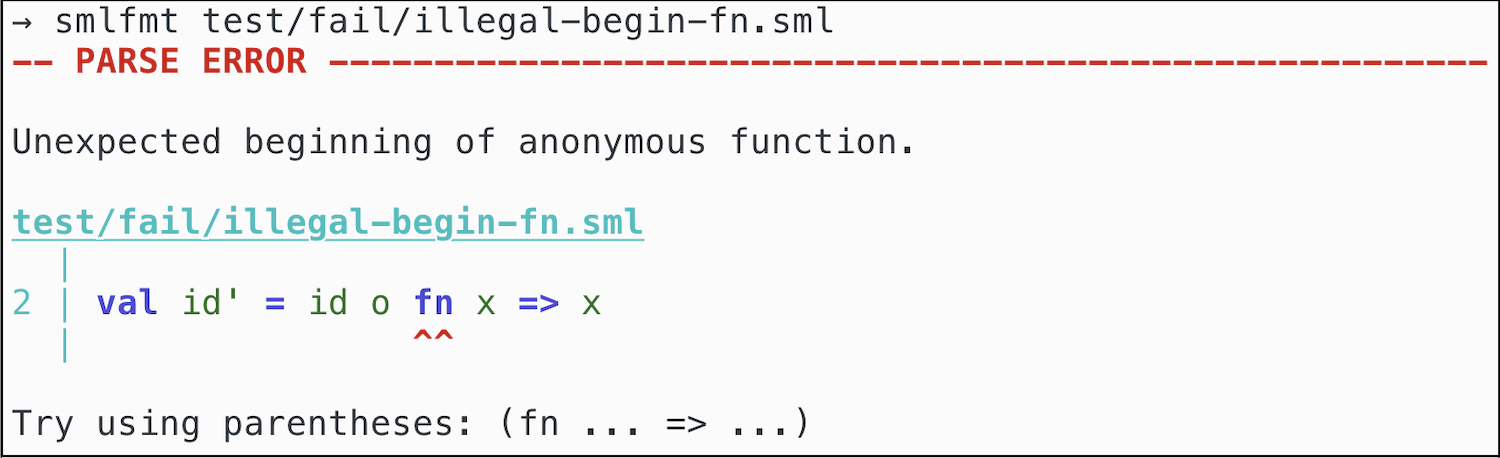 → smlfmt test/fail/illegal-begin-fn.sml
-- PARSE ERROR -------------------------------------------------------
Unexpected beginning of anonymous function.
test/fail/illegal-begin-fn.sml
|
2 | val id' = id o fn x => x
| ^^
Try using parentheses: (fn ... => ...)